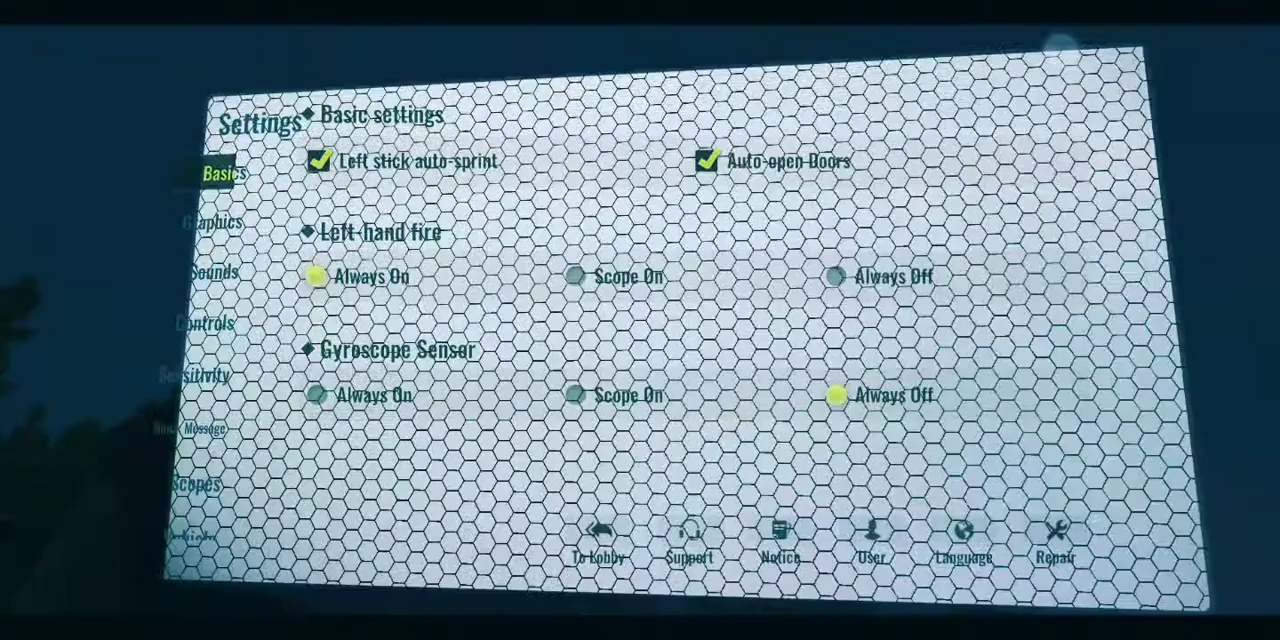 Settings
Basic settings
Left stick auto-sprint
Auto-open Doors
Basics
Graphics
Left-hand fire
Sounds
Always On
Scope On
Always Off
Controls
Gyroscope Sensor
Sensitivity
Always On
Scope On
Always Off
Message
Scopes
To Lobby
Support
Notice
User
Language
Repair